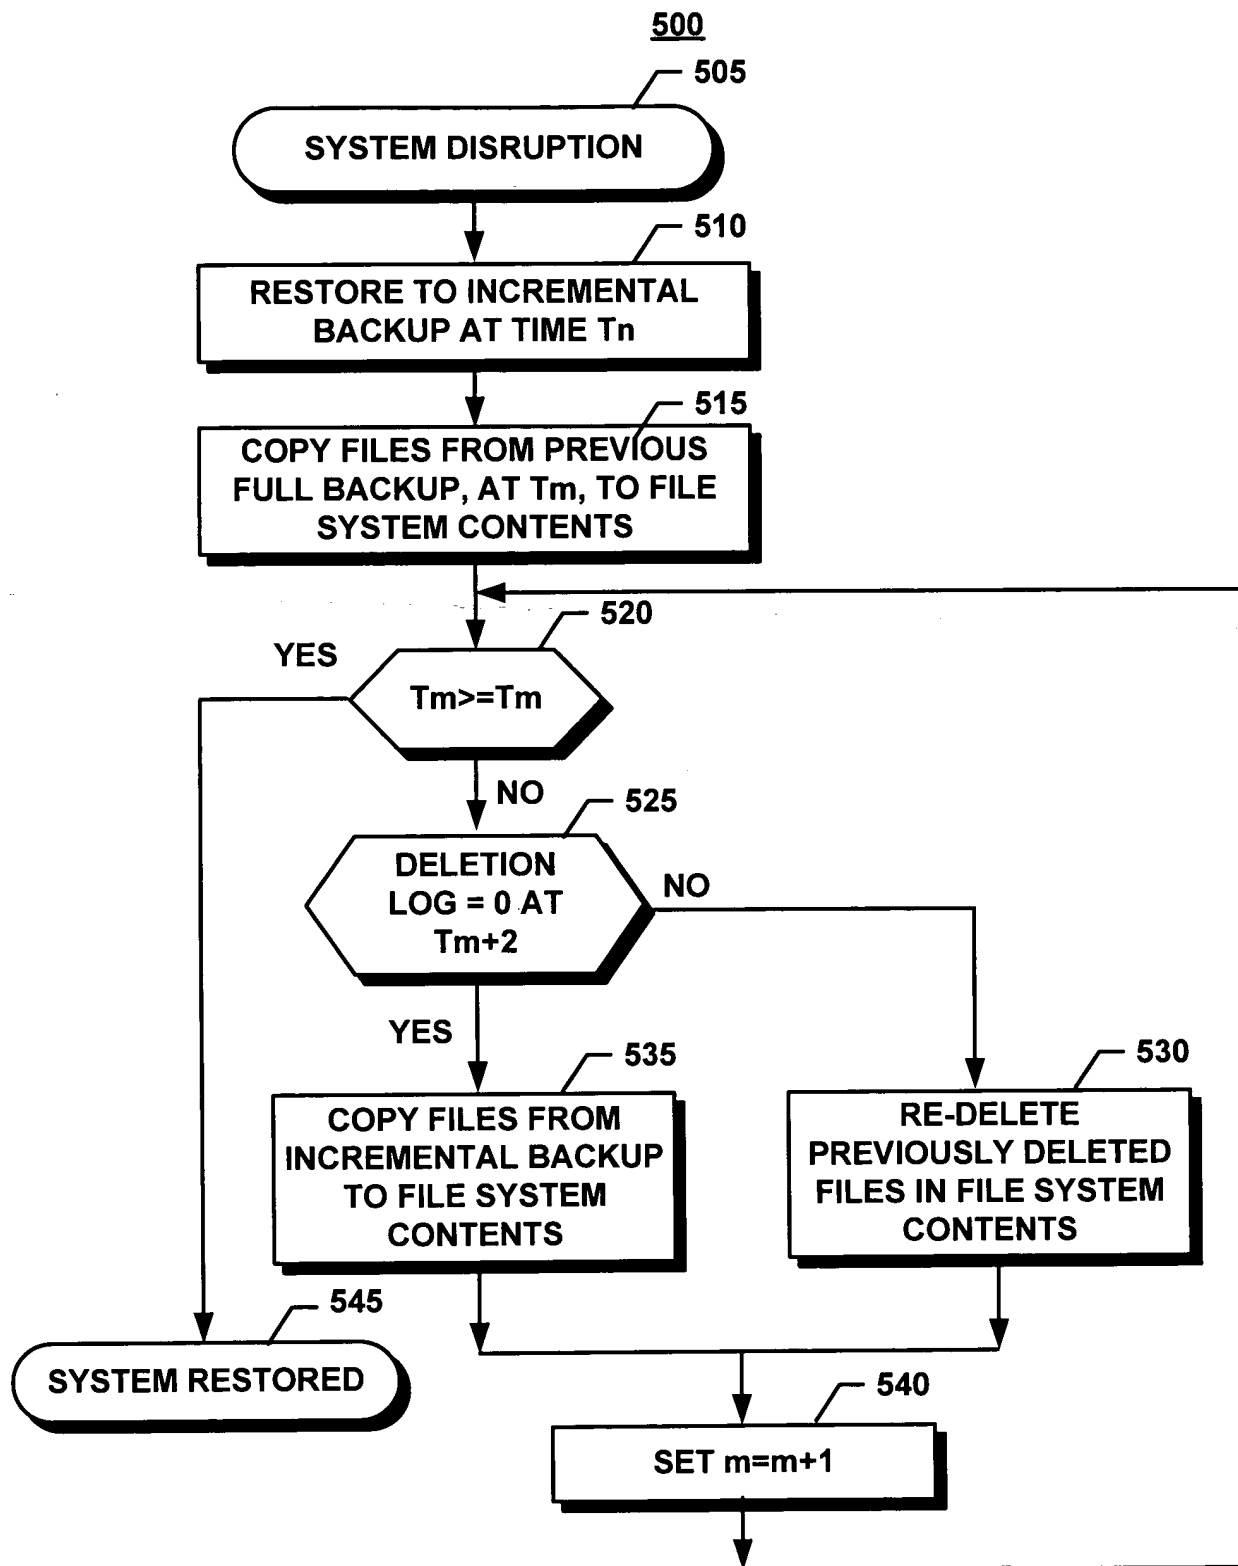 500
505
SYSTEM DISRUPTION
510
RESTORE TO INCREMENTAL
BACKUP AT TIME Tn
515
COPY FILES FROM PREVIOUS
FULL BACKUP, AT Tm, TO FILE
SYSTEM CONTENTS
520
YES
Tm>=Tm
NO
525
DELETION
LOG = 0 AT
Tm+2
NO
YES
535
COPY FILES FROM
INCREMENTAL BACKUP
TO FILE SYSTEM
CONTENTS
530
RE-DELETE
PREVIOUSLY DELETED
FILES IN FILE SYSTEM
CONTENTS
545
SYSTEM RESTORED
540
SET m=m+1